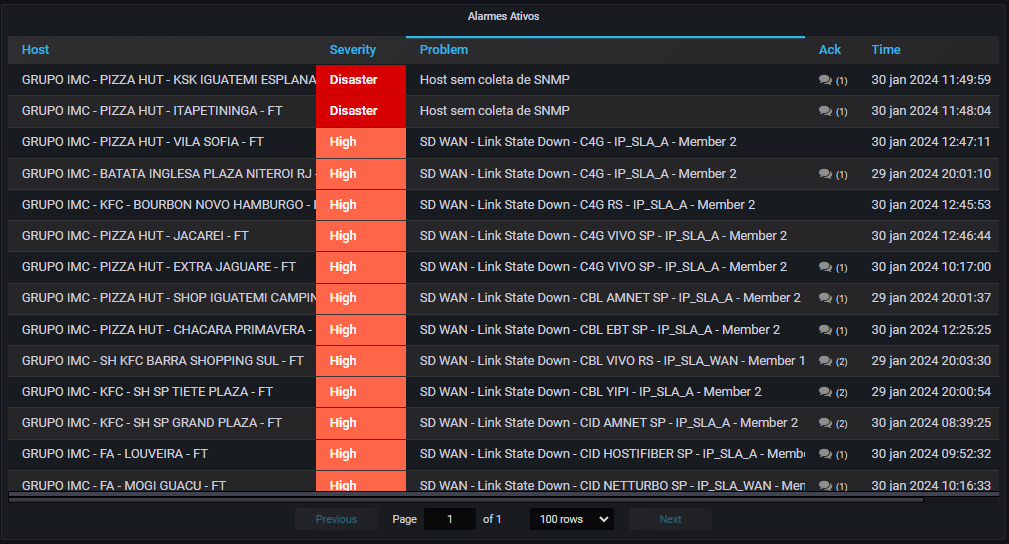 Alarmes Ativos
Host Severity Problem Ack Time
GRUPO IMC - PIZZA HUT - KSK IGUATEMI ESPLANA Disaster Host sem coleta de SNMP (1) 30 jan 2024 11:49:59
GRUPO IMC - PIZZA HUT - ITAPETININGA - FT Disaster Host sem coleta de SNMP (1) 30 jan 2024 11:48:04
GRUPO IMC - PIZZA HUT - VILA SOFIA - FT High SD WAN - Link State Down - C4G - IP_SLA_A - Member 2 30 jan 2024 12:47:11
GRUPO IMC - BATATA INGLESA PLAZA NITEROI RJ - High SD WAN - Link State Down - C4G - IP_SLA_A - Member 2 (1) 29 jan 2024 20:01:10
GRUPO IMC - KFC - BOURBON NOVO HAMBURGO - High SD WAN - Link State Down - C4G RS - IP_SLA_A - Member 2 30 jan 2024 12:45:53
GRUPO IMC - PIZZA HUT - JACAREI - FT High SD WAN - Link State Down - C4G VIVO SP - IP_SLA_A - Member 2 30 jan 2024 12:46:44
GRUPO IMC - PIZZA HUT - EXTRA JAGUARE - FT High SD WAN - Link State Down - C4G VIVO SP - IP_SLA_A - Member 2 (1) 30 jan 2024 10:17:00
GRUPO IMC - PIZZA HUT - SHOP IGUATEMI CAMPIN High SD WAN - Link State Down - CBL AMNET SP - IP_SLA_A - Member 2 (1) 29 jan 2024 20:01:37
GRUPO IMC - PIZZA HUT - CHACARA PRIMAVERA - High SD WAN - Link State Down - CBL EBT SP - IP_SLA_A - Member 2 (1) 30 jan 2024 12:25:25
GRUPO IMC - SH KFC BARRA SHOPPING SUL - FT High SD WAN - Link State Down - CBL VIVO RS - IP_SLA_WAN - Member 1 (2) 29 jan 2024 20:03:30
GRUPO IMC - KFC - SH SP TIETE PLAZA - FT High SD WAN - Link State Down - CBL YIPI - IP_SLA_A - Member 2 (2) 29 jan 2024 20:00:54
GRUPO IMC - KFC - SH SP GRAND PLAZA - FT High SD WAN - Link State Down - CID AMNET SP - IP_SLA_A - Member 2 (2) 30 jan 2024 08:39:25
GRUPO IMC - FA - LOUVEIRA - FT High SD WAN - Link State Down - CID HOSTIFIBER SP - IP_SLA_A - Memb (1) 30 jan 2024 09:52:32
GRUPO IMC - FA - MOGI GUACU - FT High SD WAN - Link State Down - CID NETTURBO SP - IP_SLA_WAN - Mem (1) 30 jan 2024 10:16:33
Previous Page 1 of 1 100 rows Next